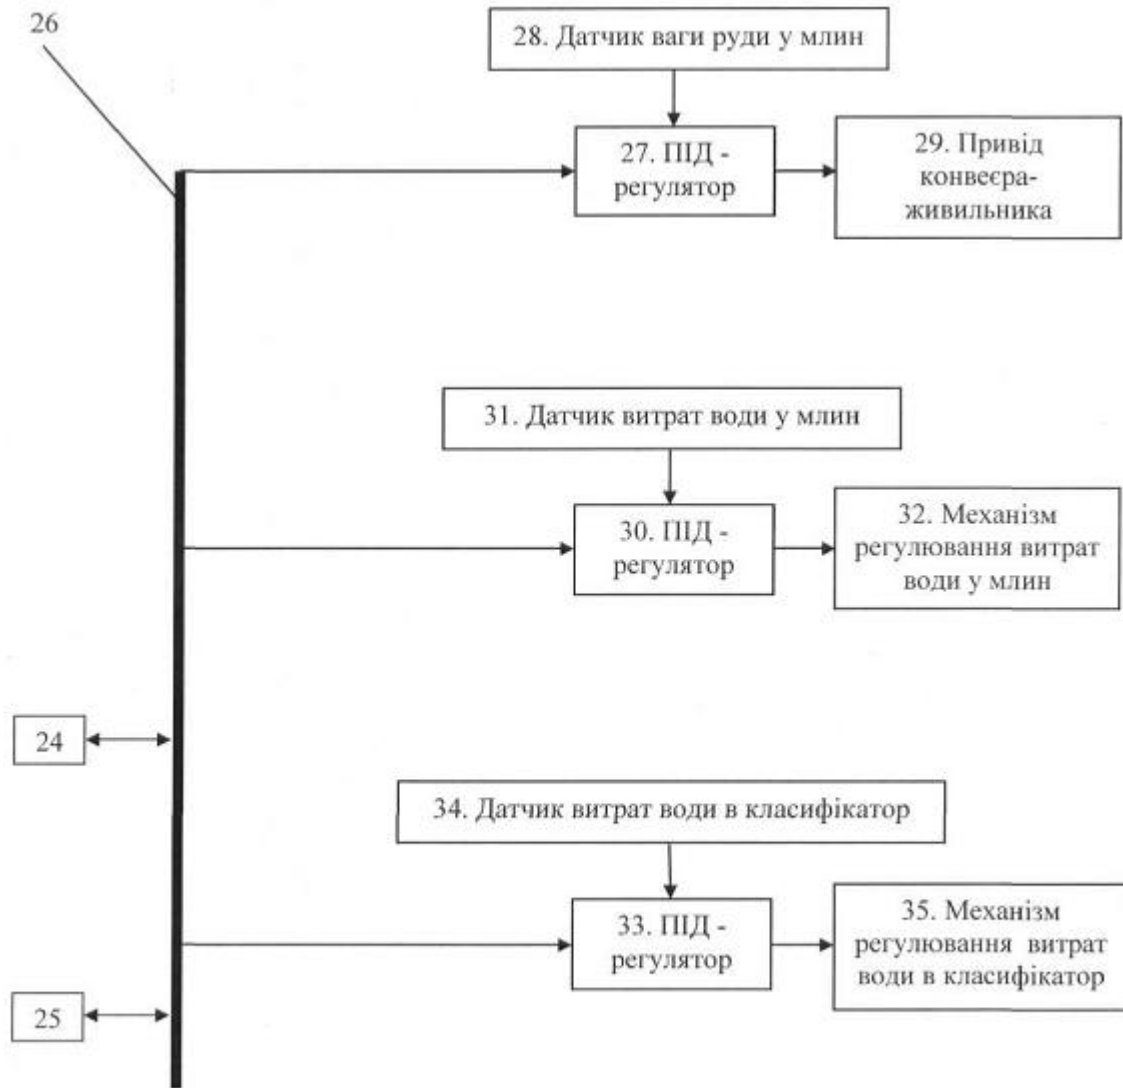 26
28. Датчик ваги руди у млин
27. ПІД -
регулятор
29. Привід
конвеєра-
живильника
31. Датчик витрат води у млин
30. ПІД -
регулятор
32. Механізм
регулювання витрат
води у млин
24
34. Датчик витрат води в класифікатор
33. ПІД -
регулятор
35. Механізм
регулювання витрат
води в класифікатор
25